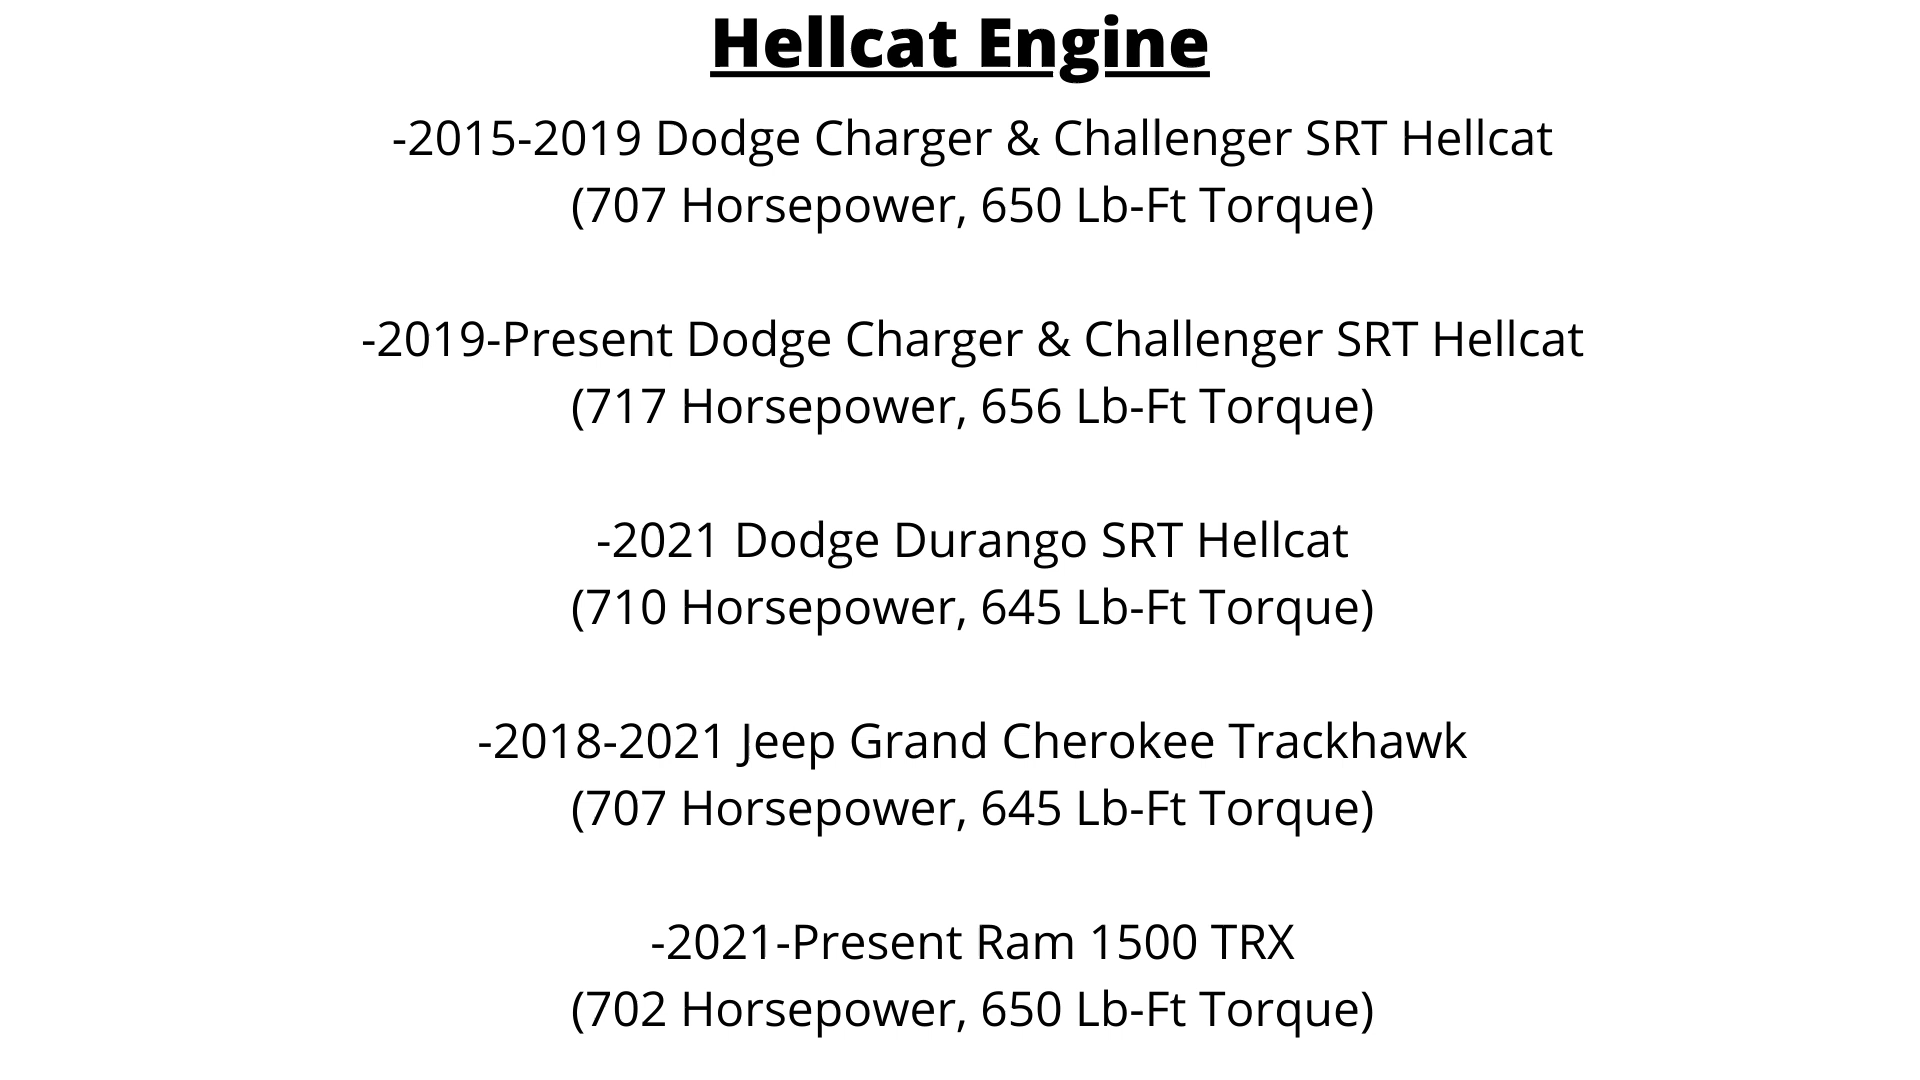 Hellcat Engine
-2015-2019 Dodge Charger & Challenger SRT Hellcat
(707 Horsepower, 650 Lb-Ft Torque)
-2019-Present Dodge Charger & Challenger SRT Hellcat
(717 Horsepower, 656 Lb-Ft Torque)
-2021 Dodge Durango SRT Hellcat
(710 Horsepower, 645 Lb-Ft Torque)
-2018-2021 Jeep Grand Cherokee Trackhawk
(707 Horsepower, 645 Lb-Ft Torque)
-2021-Present Ram 1500 TRX
(702 Horsepower, 650 Lb-Ft Torque)